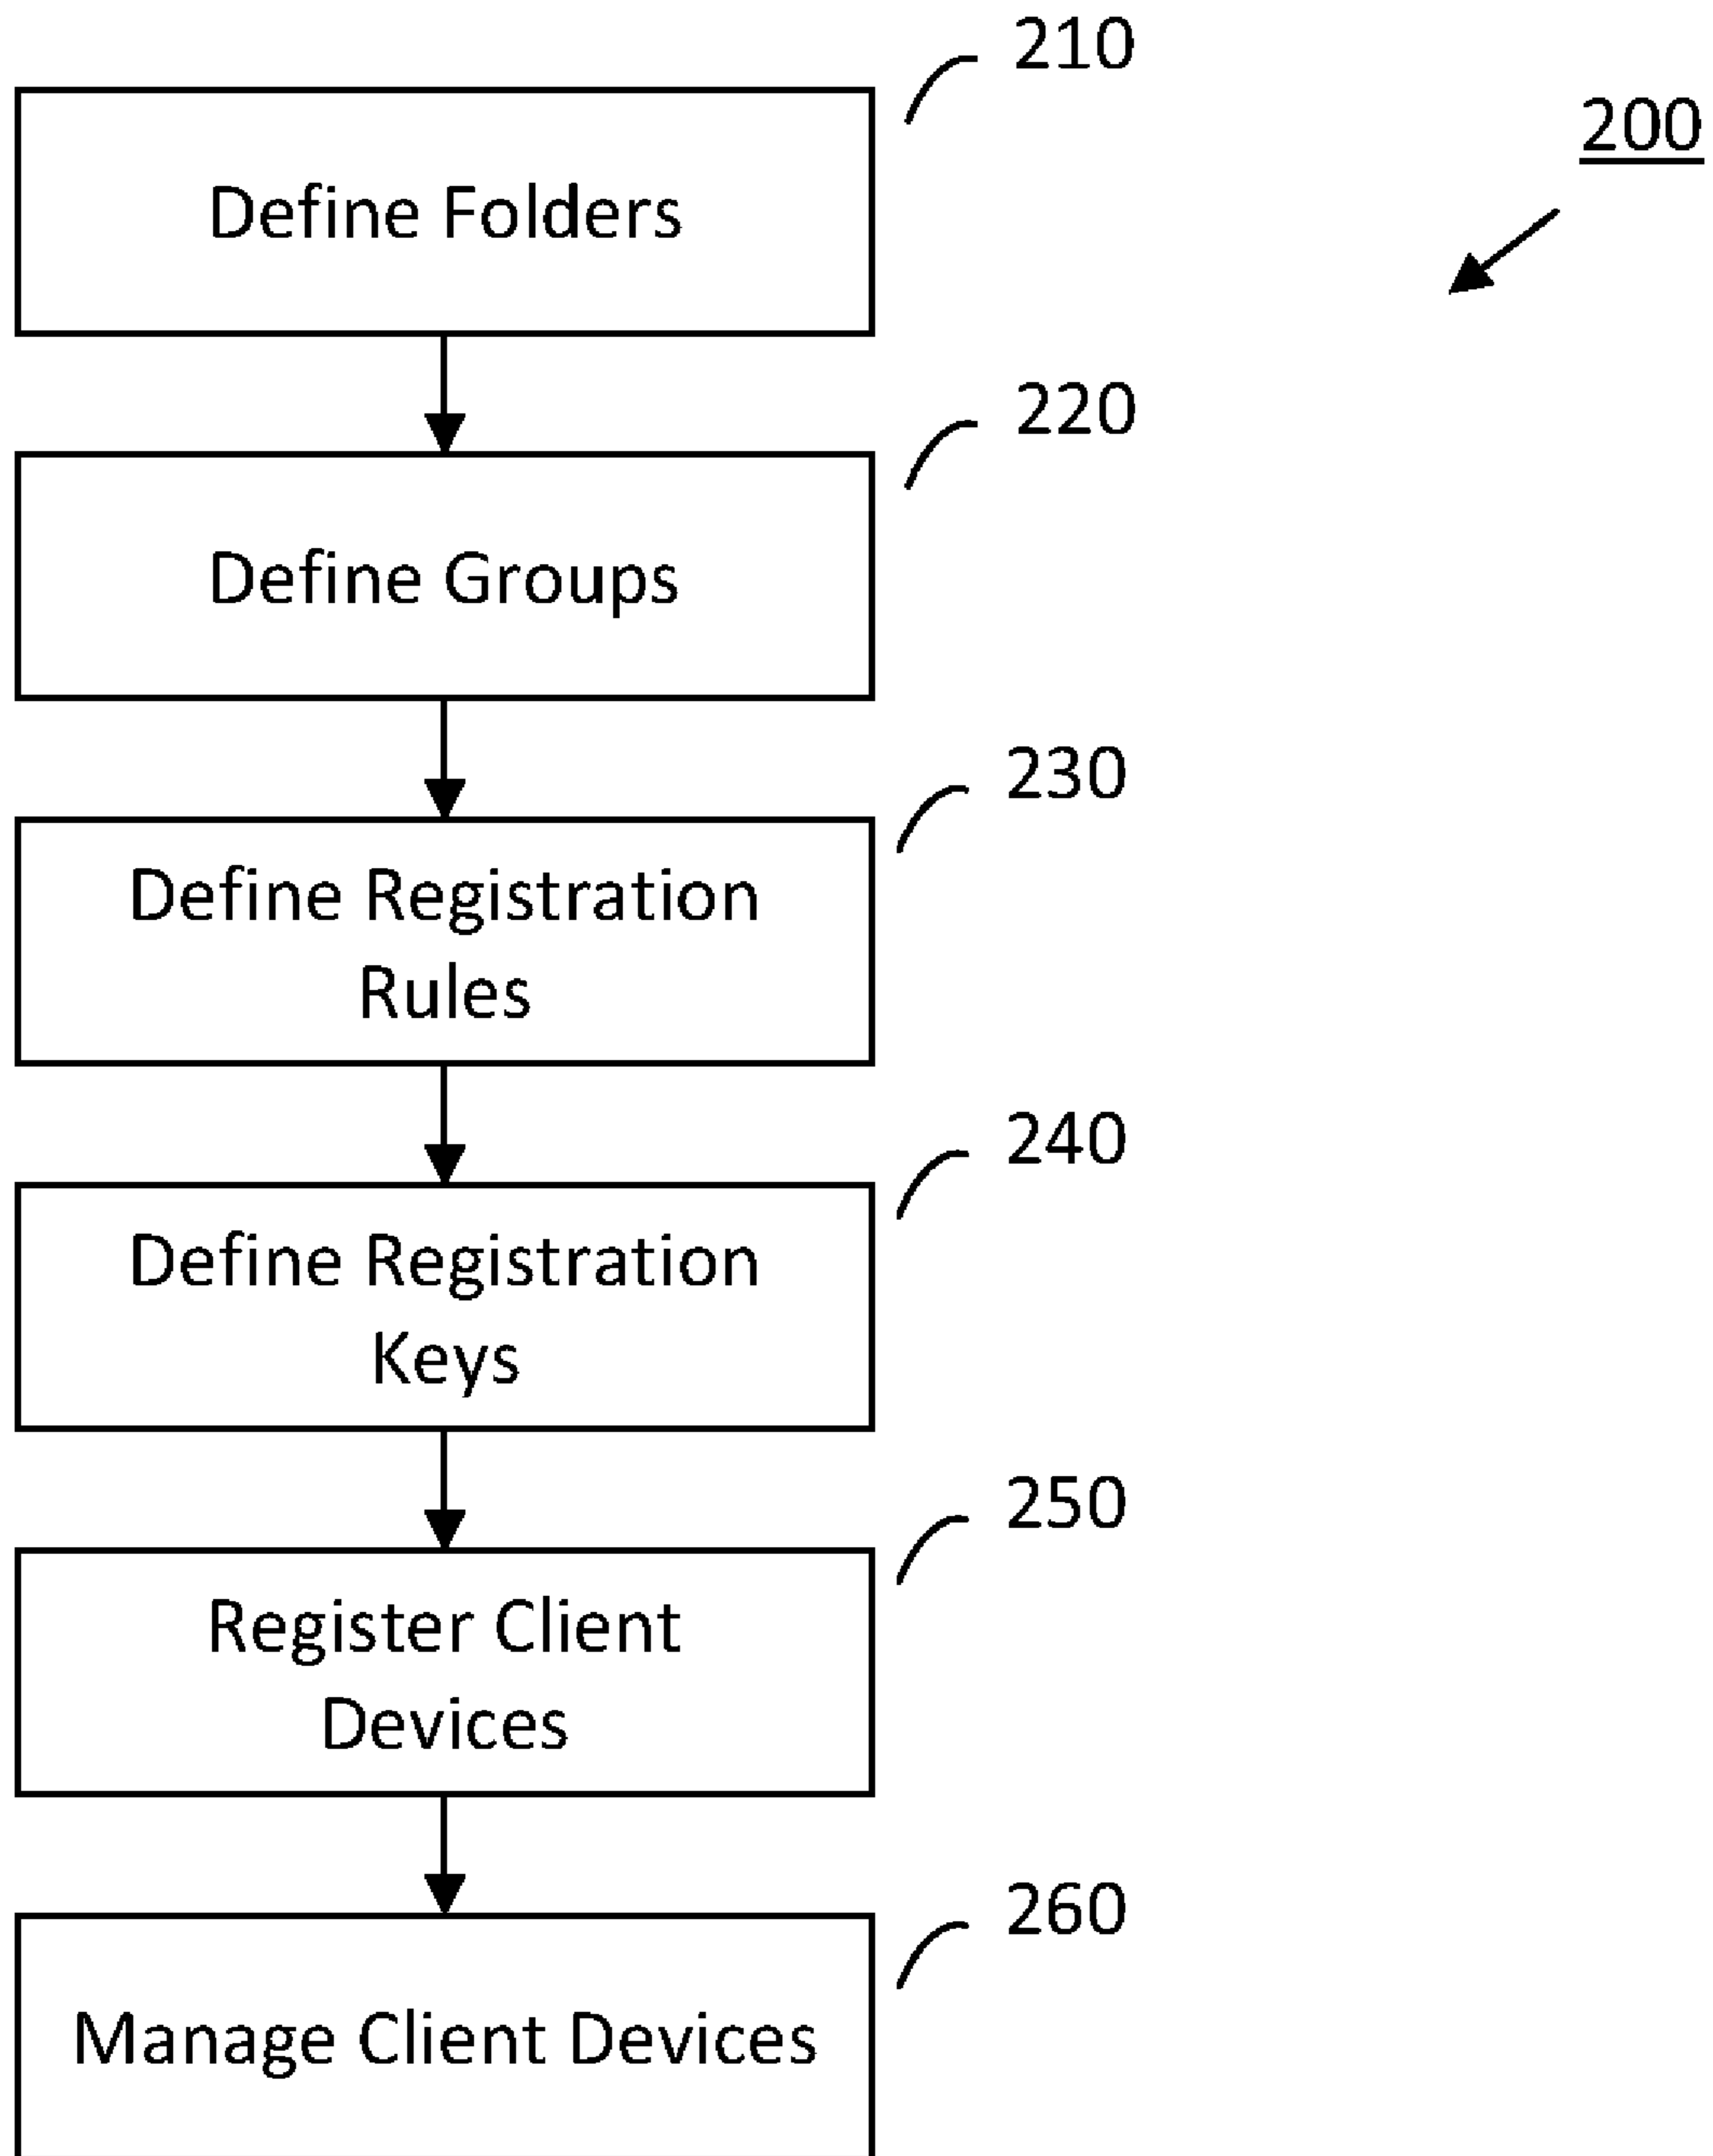 210
200
Define Folders
220
Define Groups
230
Define Registration
Rules
240
Define Registration
Keys
250
Register Client
Devices
260
Manage Client Devices